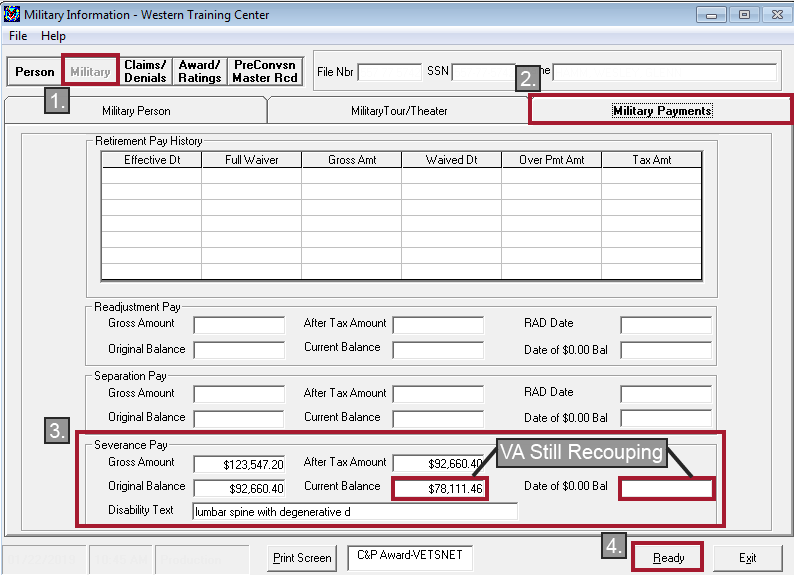 Military Information - Western Training Center
File Help
Person Military Claims/ Denials Award/ Ratings PreConvsn Master Rcd
File Nbr SSN
1. 2.
Military Person MilitaryTour/Theater Military Payments
Retirement Pay History
Effective Dt Full Waiver Gross Amt Waived Dt Over Pmt Amt Tax Amt
Readjustment Pay
Gross Amount After Tax Amount RAD Date
Original Balance Current Balance Date of $0.00 Bal
Separation Pay
Gross Amount After Tax Amount RAD Date
Original Balance Current Balance Date of $0.00 Bal
3.
Severance Pay
Gross Amount $123,547.20 After Tax Amount $92,660.40 VA Still Recouping
Original Balance $92,660.40 Current Balance $78,111.46 Date of $0.00 Bal
Disability Text lumbar spine with degenerative d
4.
Print Screen C&P Award-VETSNET Ready Exit